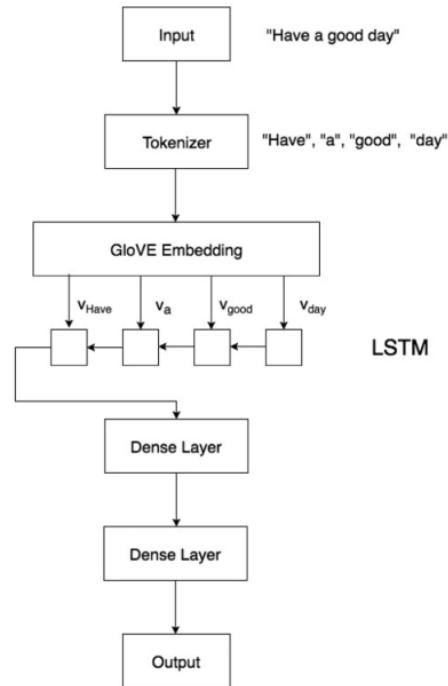 Input
"Have a good day"
Tokenizer
"Have", "a", "good", "day"
GloVE Embedding
vHave
va
vgood
vday
LSTM
Dense Layer
Dense Layer
Output